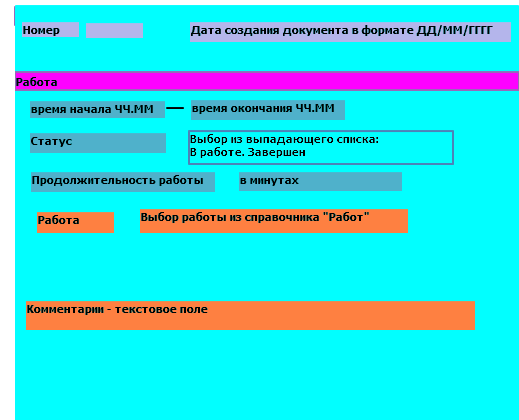 Номер
Дата создания документа в формате ДД/ММ/ГГГГ
Работа
время начала ЧЧ.ММ — время окончания ЧЧ.ММ
Статус
Выбор из выпадающего списка:
В работе. Завершен
Продолжительность работы
в минутах
Работа
Выбор работы из справочника "Работ"
Комментарии - текстовое поле